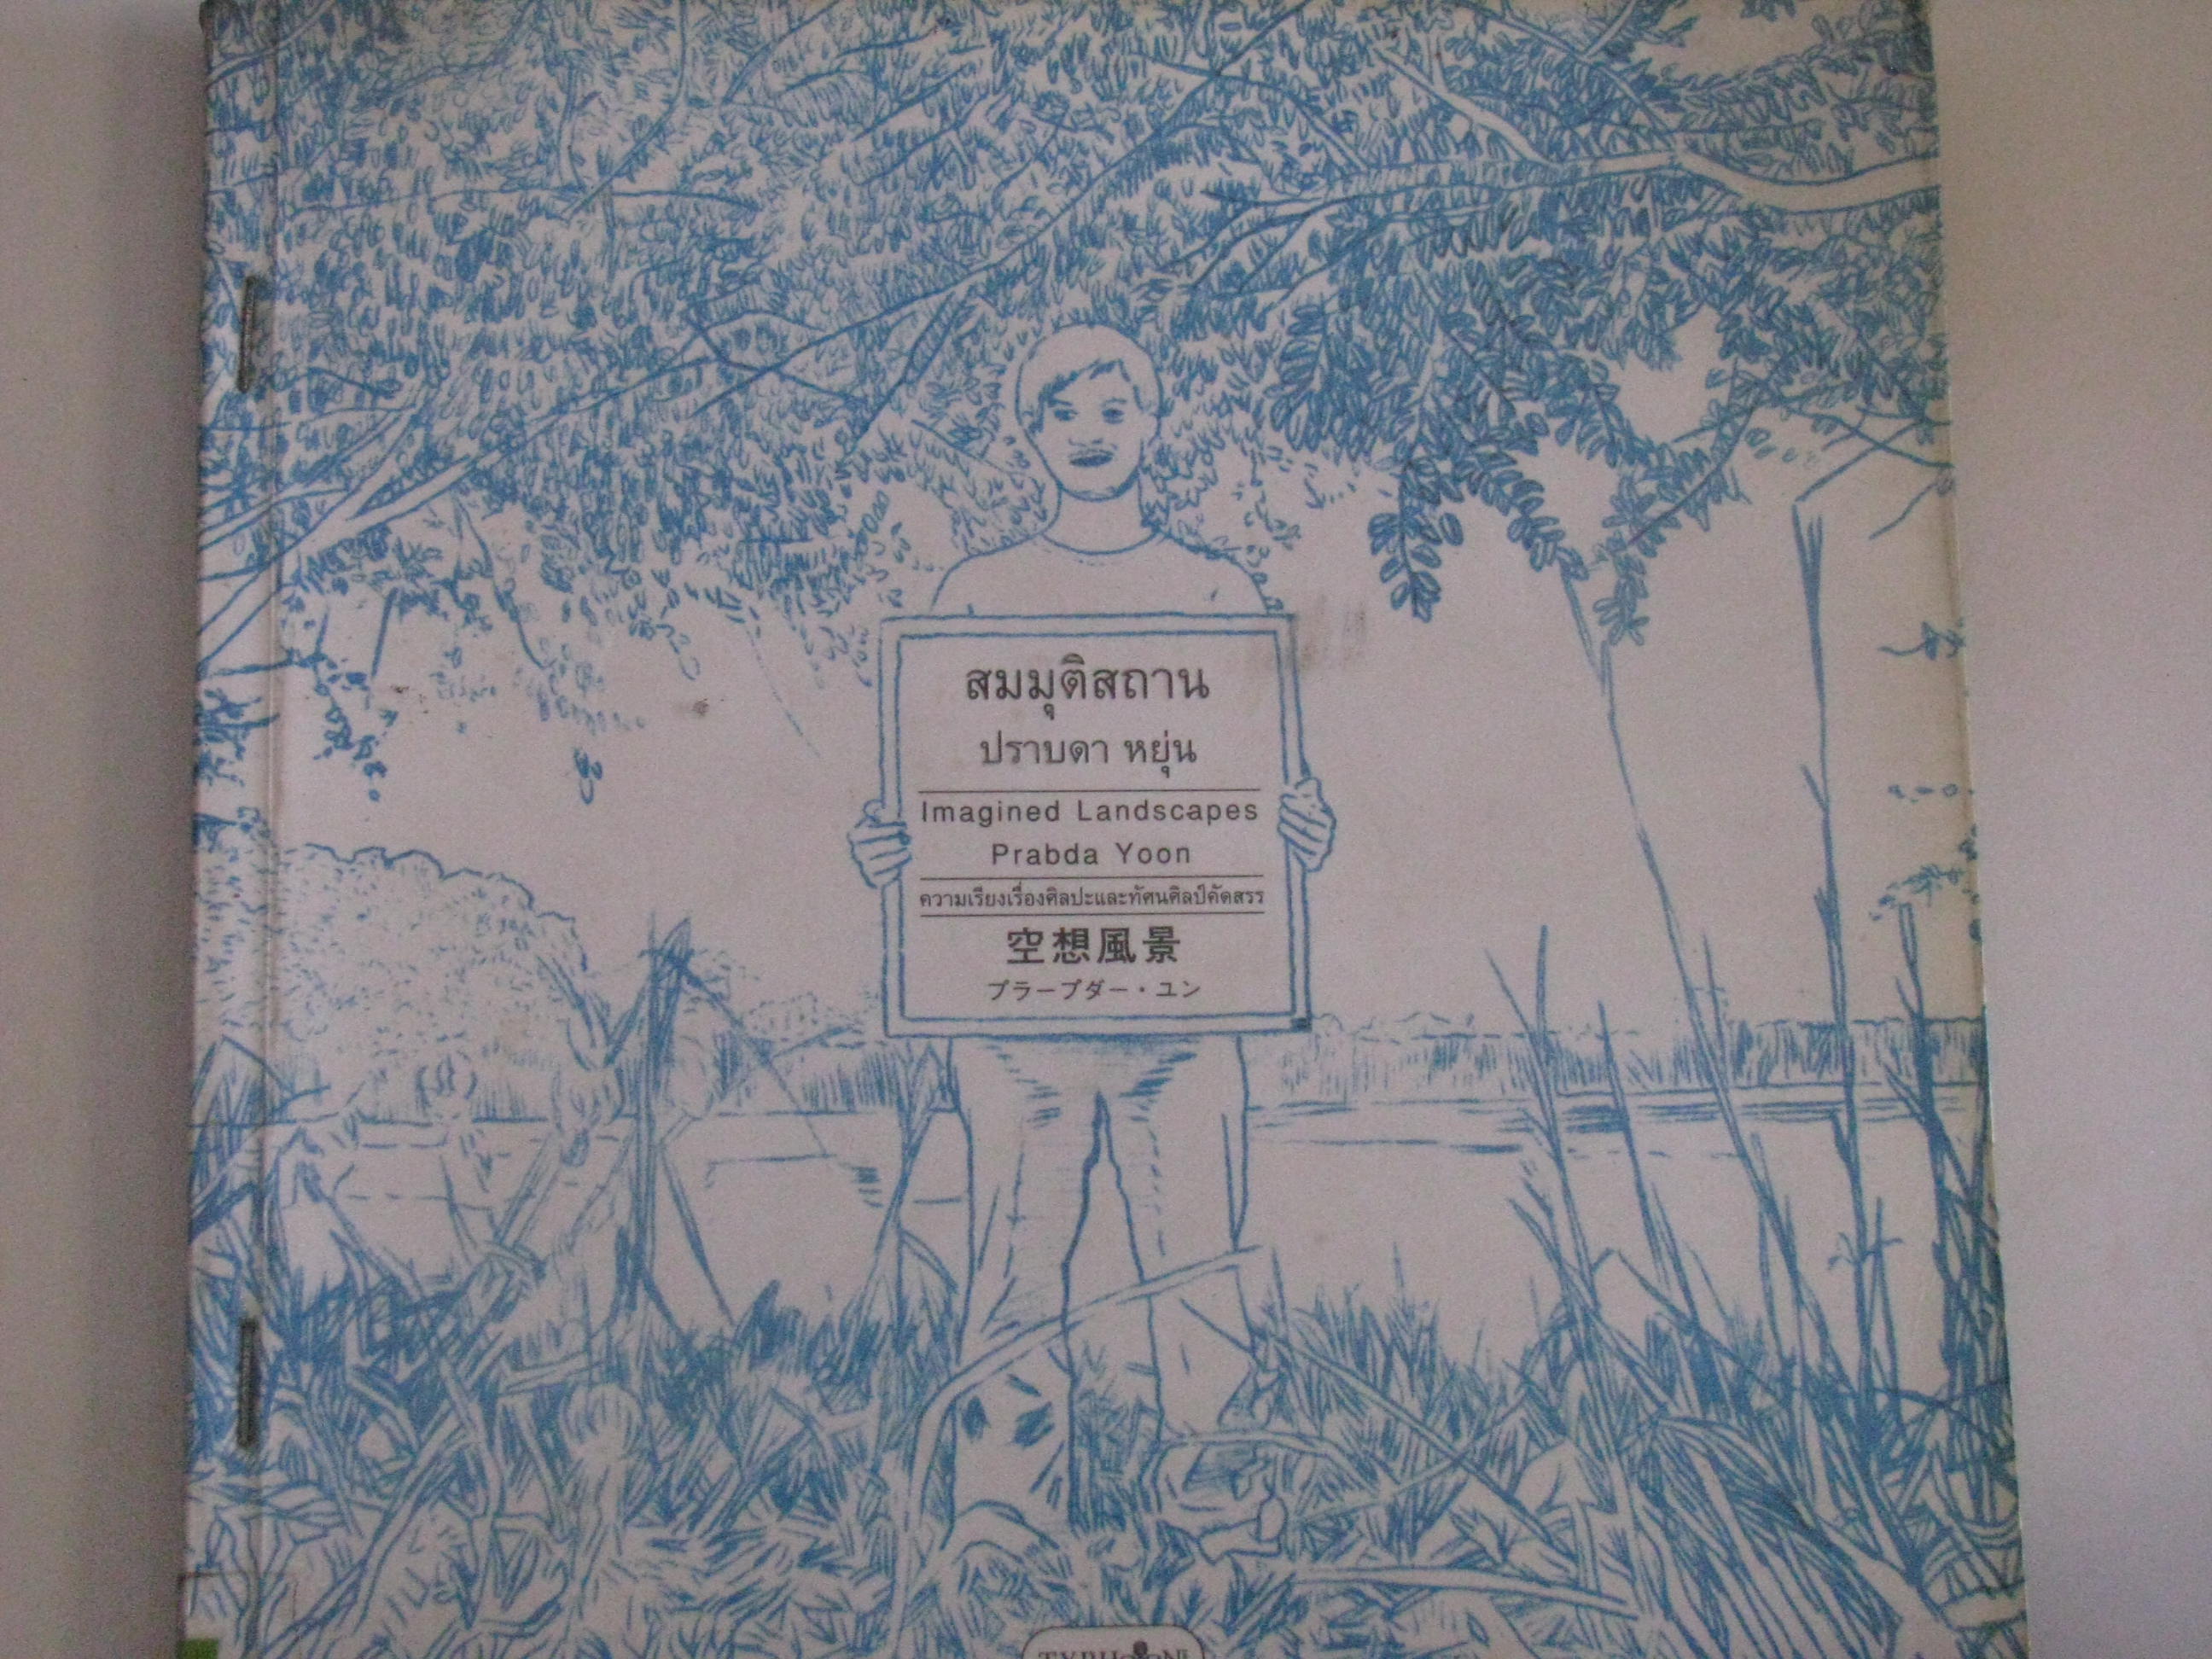 สมมุติสถาน
ปราบดา หยุ่น
Imagined Landscapes
Prabda Yoon
ความเรียงเรื่องศิลปะและทัศนศิลป์คัดสรร
空想風景
プラープダー・ユン